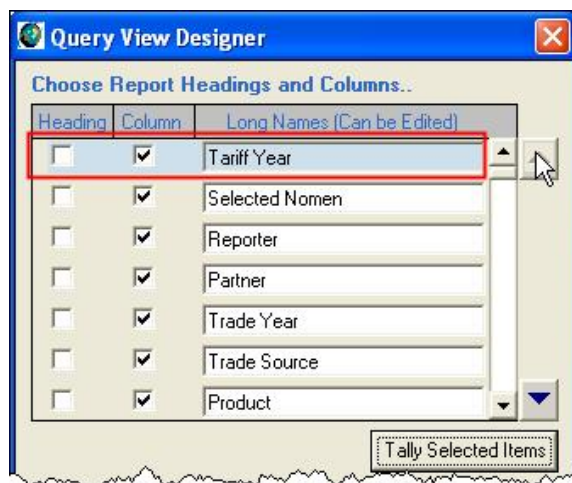 Query View Designer
Choose Report Headings and Columns..
Heading Column Long Names (Can be Edited)
Tariff Year
Selected Nomen
Reporter
Partner
Trade Year
Trade Source
Product
Tally Selected Items